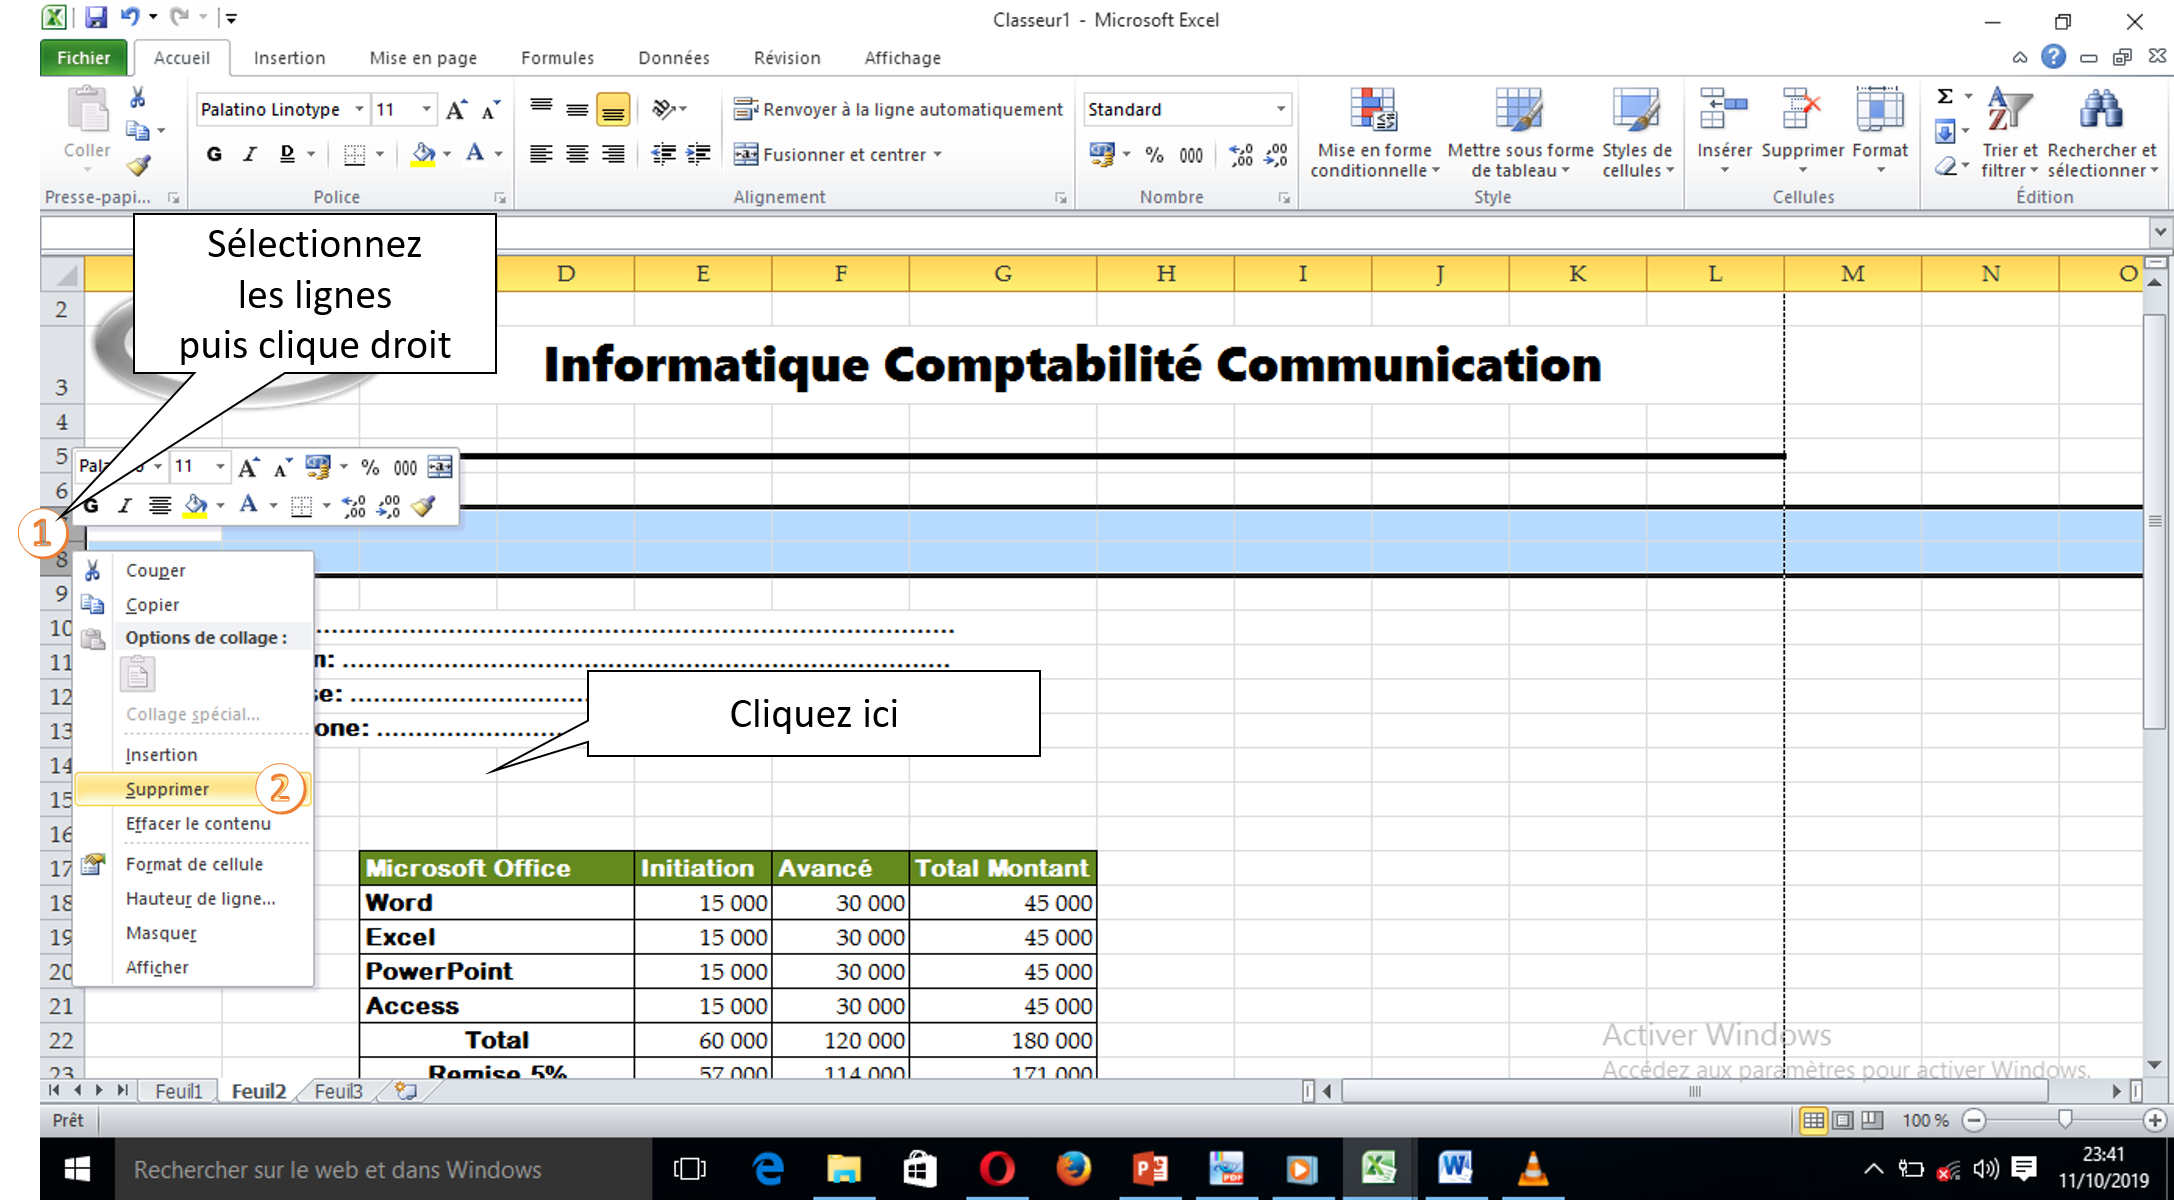 Classeur1 - Microsoft Excel
Fichier Accueil Insertion Mise en page Formules Données Révision Affichage
Palatino Linotype 11 Renvoyer à la ligne automatiquement Standard
Coller G I D Fusionner et centrer % 000
Mise en forme conditionnelle
Mettre sous forme de tableau
Styles de cellules
Insérer Supprimer Format
Trier et filtrer
Rechercher et sélectionner
Presse-papi... Police Alignement Nombre Style Cellules Édition
Sélectionnez
les lignes
puis clique droit
D E F G H I J K L M N O
2
3 Informatique Comptabilité Communication
4
5
6
11 % 000
G I
1
8
9
10 ....................................................................................
11 n: ................................................................................
12 se: ...............................
13 one: ........................
14
15
16
Couper
Copier
Options de collage :
Collage spécial...
Insertion
Supprimer 2
Effacer le contenu
Format de cellule
Hauteur de ligne...
Masquer
Afficher
Cliquez ici
17 Microsoft Office Initiation Avancé Total Montant
18 Word 15 000 30 000 45 000
19 Excel 15 000 30 000 45 000
20 PowerPoint 15 000 30 000 45 000
21 Access 15 000 30 000 45 000
22 Total 60 000 120 000 180 000
23 Remise 5% 57 000 114 000 171 000
Activer Windows
Accédez aux paramètres pour activer Windows.
Feuil1 Feuil2 Feuil3
Prêt 100 %
Rechercher sur le web et dans Windows
23:41
11/10/2019